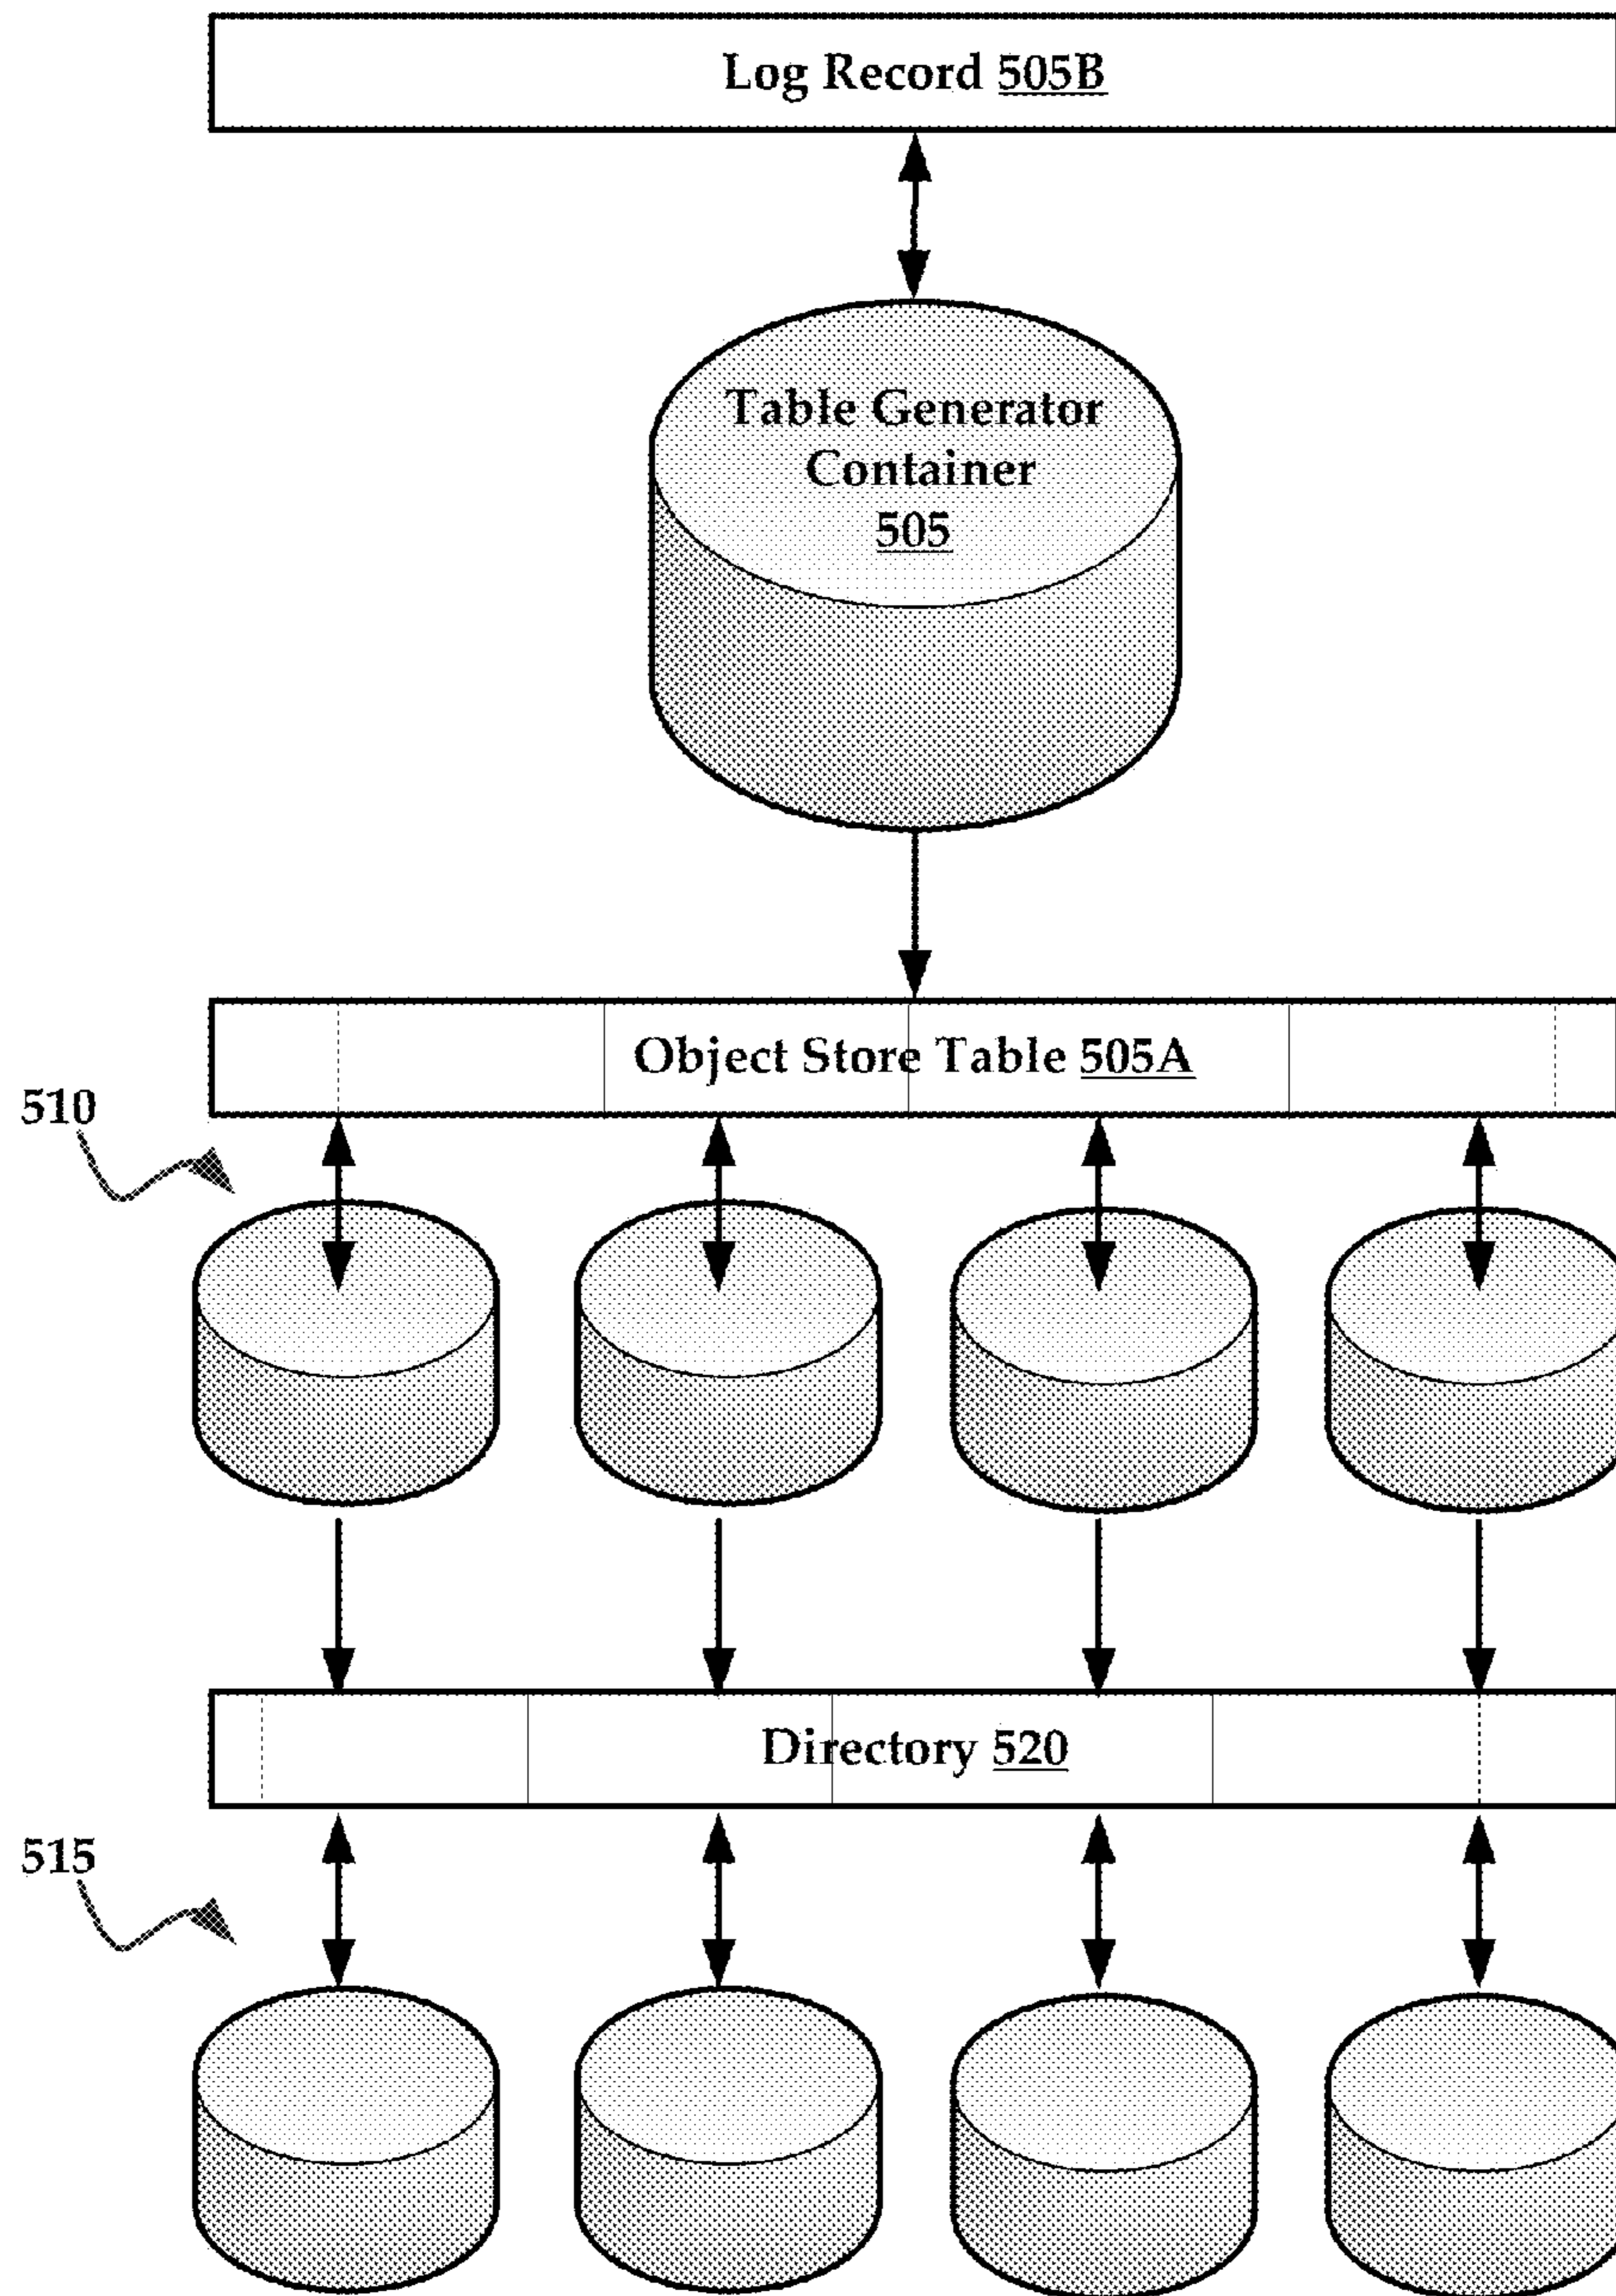 Log Record 505B
Table Generator
Container
505
Object Store Table 505A
510
Directory 520
515